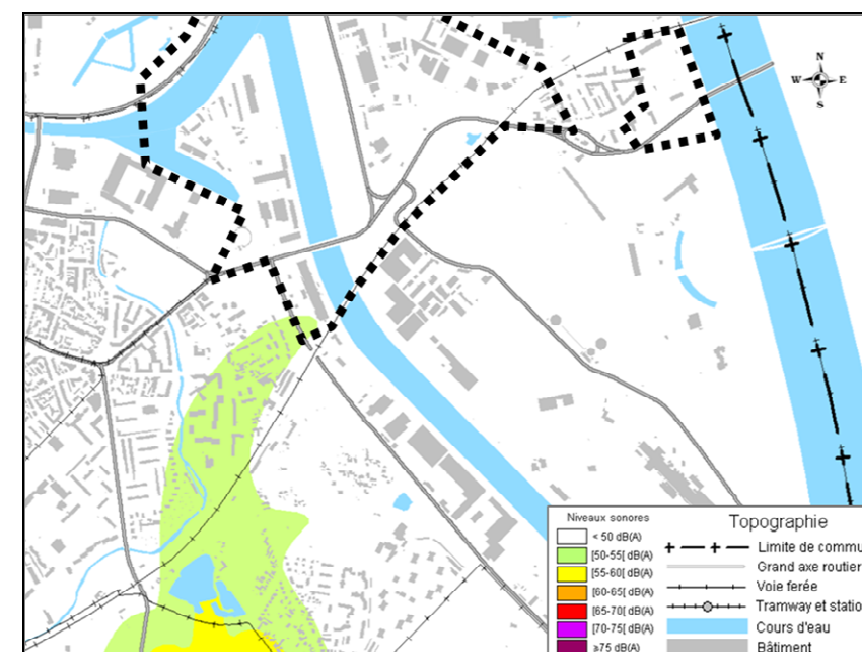 N
W E
S
Niveaux sonores
< 50 dB(A)
[50-55[ dB(A)
[55-60[ dB(A)
[60-65[ dB(A)
[65-70[ dB(A)
[70-75[ dB(A)
≥75 dB(A)
Topographie
Limite de commu
Grand axe routier
Voie ferée
Tramway et statio
Cours d'eau
Bâtiment